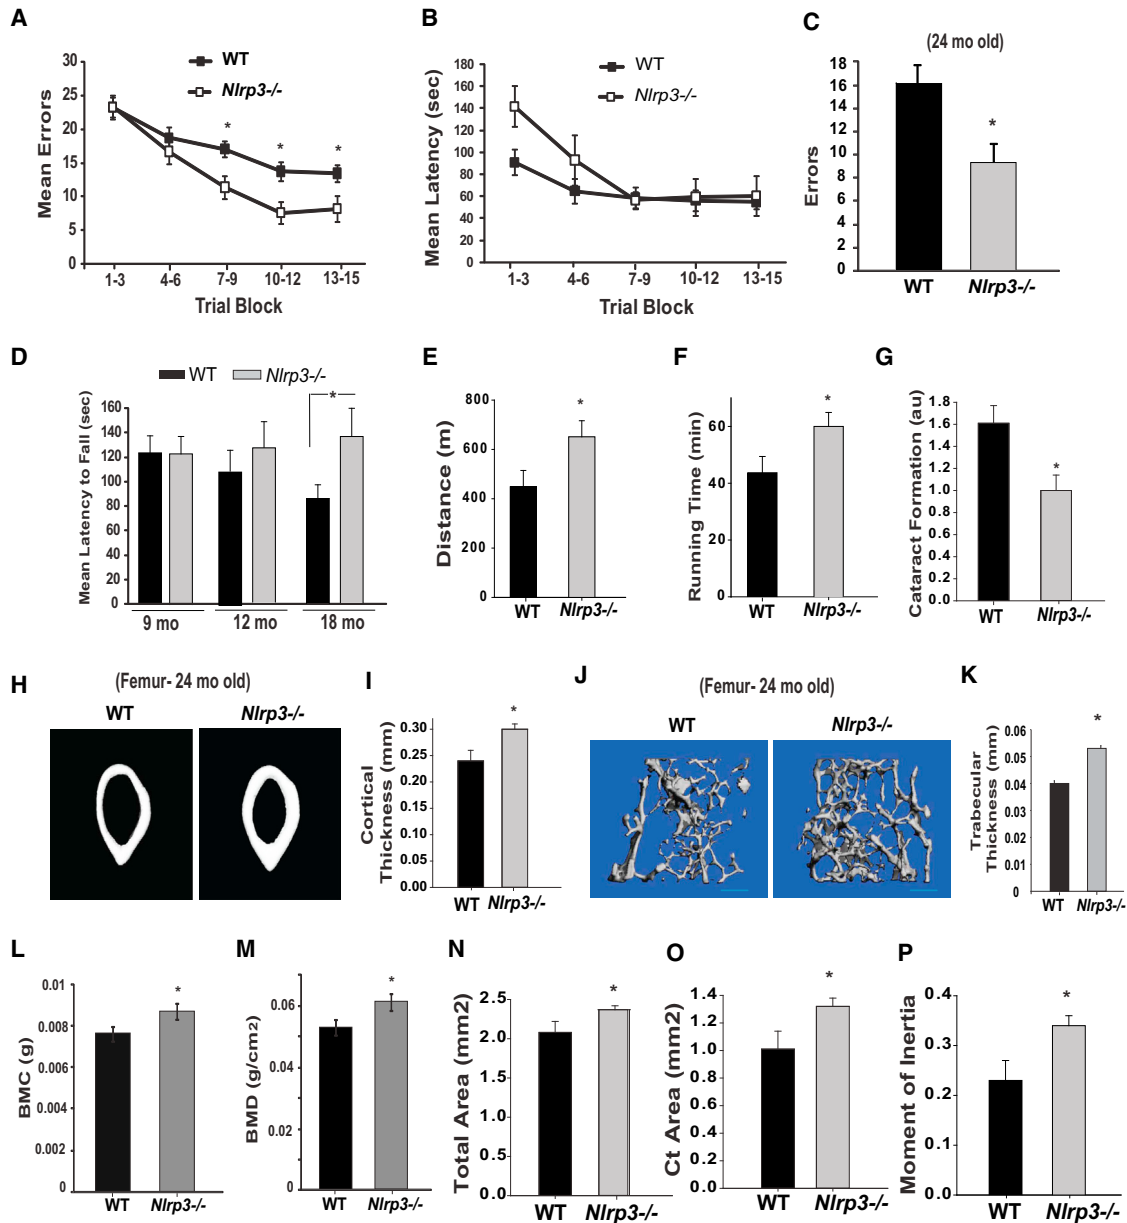 A
B
C
(24 mo old)
WT
Nlrp3-/-
30
25
20
15
10
5
0
*
*
*
Mean Errors
1-3
4-6
7-9
10-12
13-15
Trial Block
WT
Nlrp3-/-
180
160
140
120
100
80
60
40
20
0
Mean Latency (sec)
1-3
4-6
7-9
10-12
13-15
Trial Block
18
16
14
12
10
8
6
4
2
0
*
Errors
WT
Nlrp3-/-
D
E
F
G
WT
Nlrp3-/-
160
140
120
100
80
60
40
20
0
*
Mean Latency to Fall (sec)
9 mo
12 mo
18 mo
800
600
400
200
0
*
Distance (m)
WT
Nlrp3-/-
60
40
20
0
*
Running Time (min)
WT
Nlrp3-/-
1.8
1.6
1.4
1.2
1.0
0.8
0.6
0.4
0.2
0.0
*
Cataract Formation (au)
WT
Nlrp3-/-
H
(Femur- 24 mo old)
WT
Nlrp3-/-
I
0.30
0.25
0.20
0.15
0.10
0.05
0.00
*
Cortical
Thickness (mm)
WT
Nlrp3-/-
J
(Femur- 24 mo old)
WT
Nlrp3-/-
K
0.06
0.05
0.04
0.03
0.02
0.01
0
*
Trabecular
Thickness (mm)
WT
Nlrp3-/-
L
0.01
0.008
0.006
0.004
0.002
0
*
BMC (g)
WT
Nlrp3-/-
M
0.06
0.04
0.02
0
*
BMD (g/cm2)
WT
Nlrp3-/-
N
2.5
2.0
1.5
1.0
0.5
0.0
*
Total Area (mm2)
WT
Nlrp3-/-
O
1.4
1.2
1.0
0.8
0.6
0.4
0.2
0.0
*
Ct Area (mm2)
WT
Nlrp3-/-
P
0.4
0.3
0.2
0.1
0.0
*
Moment of Inertia
WT
Nlrp3-/-